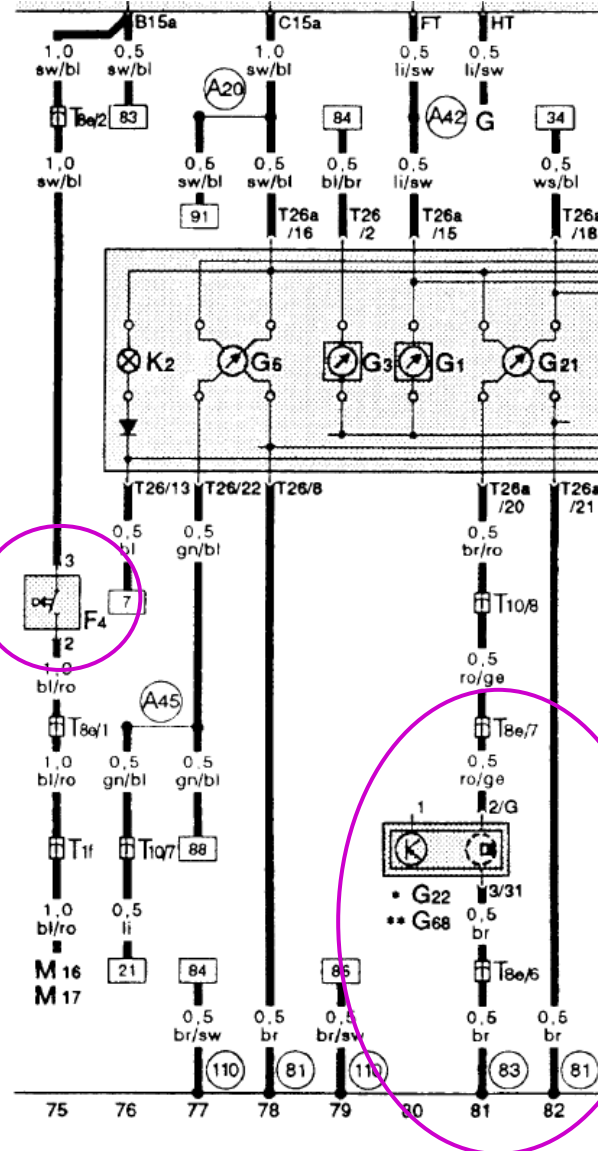 B15a C15a FT HT
1,0 0,5 1,0 0,5 0,5
sw/bl sw/bl sw/bl li/sw li/sw
A20
T8e/2 83 84 A42 G 34
1,0 0,5 0,5 0,5 0,5 0,5
sw/bl sw/bl sw/bl bl/br li/sw ws/bl
91 T26a T26 T26a T26a
/16 /2 /15 /18
K2 G5 G3 G1 G21
T26/13 T26/22 T26/8 T26a T26a
/20 /21
0,5 0,5 0,5
bl gn/bl br/ro
3
7 T10/8
F4
2
1,0 0,5
bl/ro ro/ge
A45
T8e/1 T8e/7
1,0 0,5 0,5 0,5
bl/ro gn/bl gn/bl ro/ge
1 2/G
T1f T10/7 88 K
* G22 3/31
** G68 0,5
br
1,0 0,5
bl/ro li
M16 21 84 86 T8e/6
M17
0,5 0,5 0,5 0,5 0,5
br/sw br br/sw br br
110 81 110 83 81
75 76 77 78 79 80 81 82